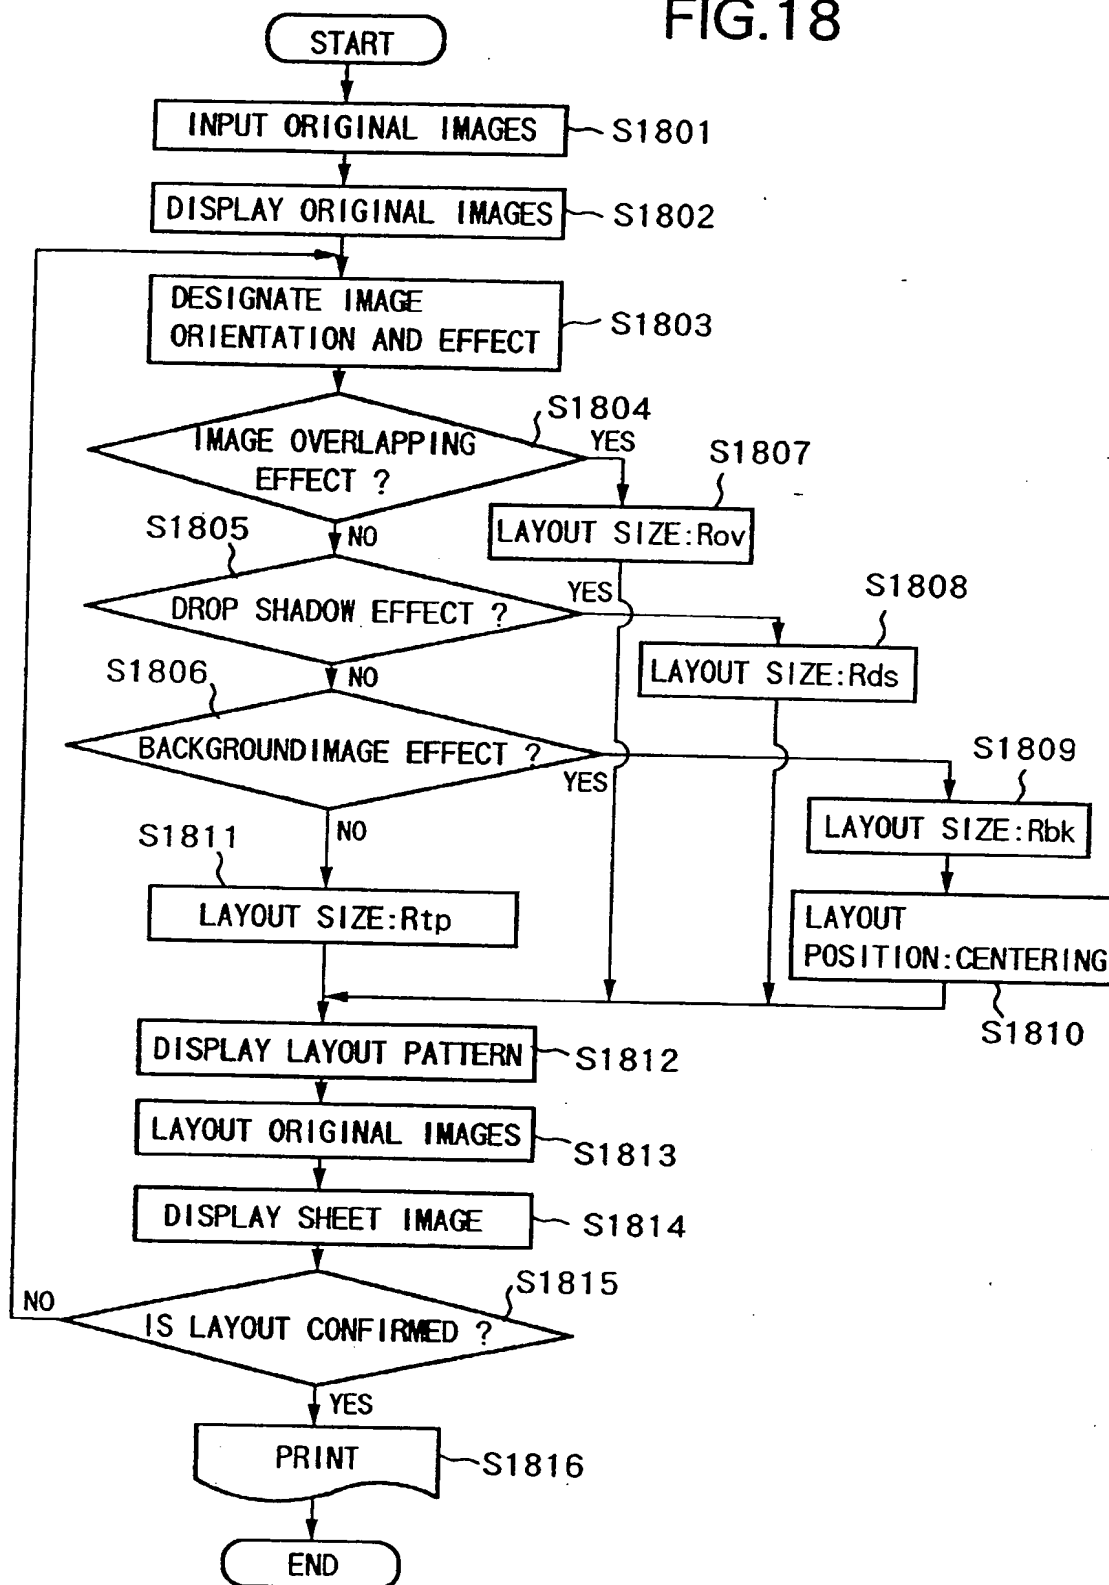 FIG.18
START
INPUT ORIGINAL IMAGES
S1801
DISPLAY ORIGINAL IMAGES
S1802
DESIGNATE IMAGE
ORIENTATION AND EFFECT
S1803
S1804
IMAGE OVERLAPPING
EFFECT ?
YES
S1807
LAYOUT SIZE:Rov
NO
S1805
DROP SHADOW EFFECT ?
YES
S1808
LAYOUT SIZE:Rds
NO
S1806
BACKGROUNDIMAGE EFFECT ?
YES
S1809
LAYOUT SIZE:Rbk
NO
S1811
LAYOUT SIZE:Rtp
LAYOUT
POSITION:CENTERING
S1810
DISPLAY LAYOUT PATTERN
S1812
LAYOUT ORIGINAL IMAGES
S1813
DISPLAY SHEET IMAGE
S1814
S1815
NO
IS LAYOUT CONFIRMED ?
YES
PRINT
S1816
END